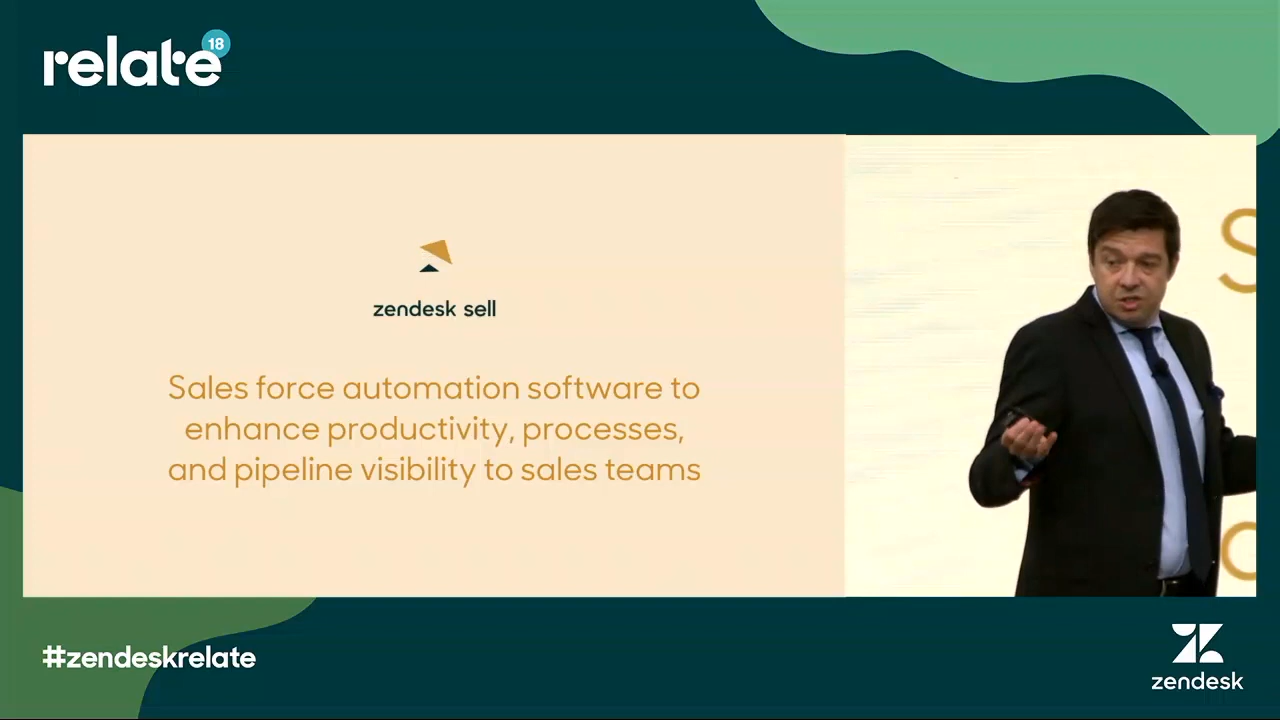 relate
18
zendesk sell
Sales force automation software to
enhance productivity, processes,
and pipeline visibility to sales teams
S
#zendeskrelate
zendesk